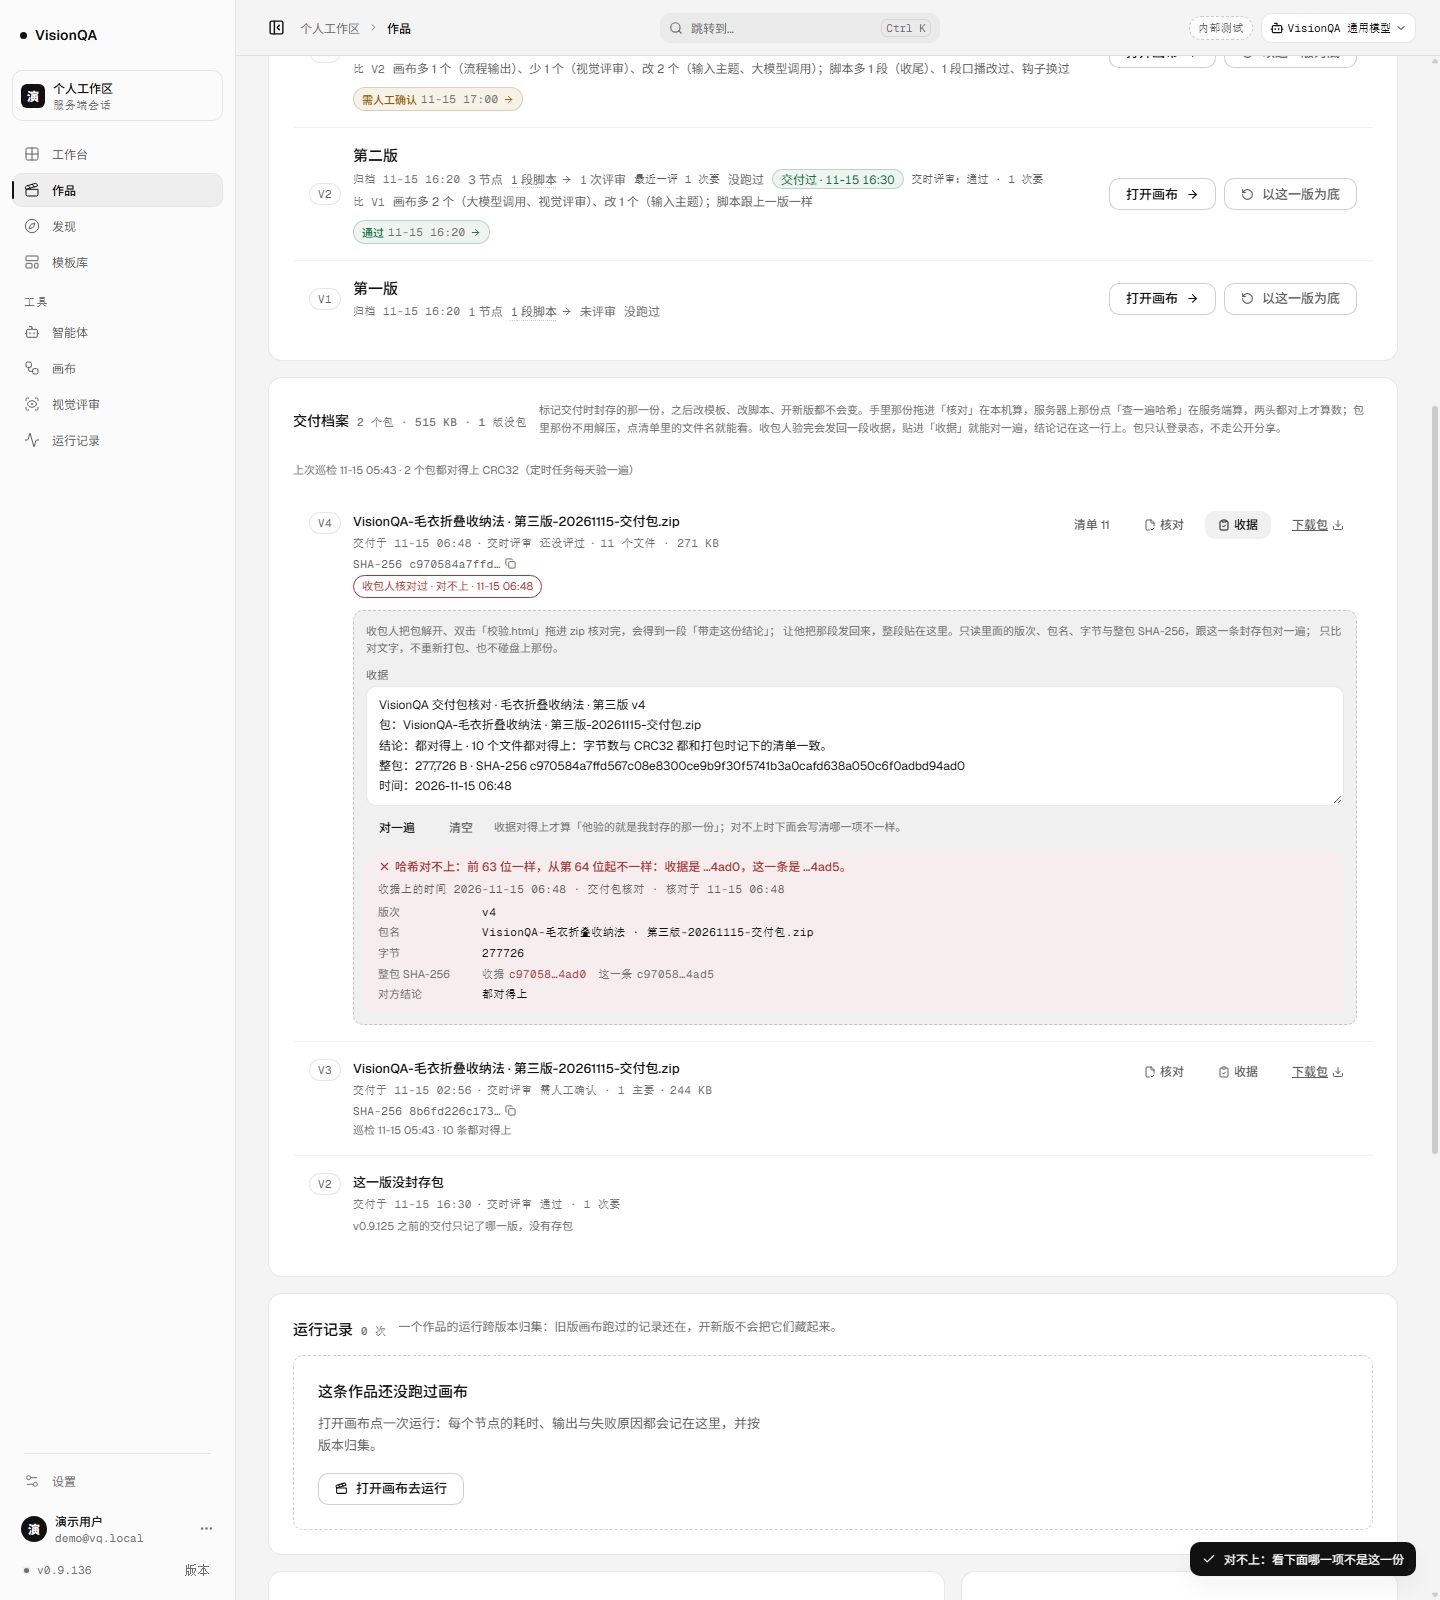 VisionQA
演
个人工作区
服务端会话
工作台
作品
发现
模板库
工具
智能体
画布
视觉评审
运行记录
设置
演
演示用户
demo@vq.local
v0.9.136
版本
个人工作区
作品
跳转到…
Ctrl K
内部测试
VisionQA 通用模型
比 V2 画布多 1 个（流程输出）、少 1 个（视觉评审）、改 2 个（输入主题、大模型调用）；脚本多 1 段（收尾）、1 段口播改过、钩子换过
需人工确认 11-15 17:00 →
V2
第二版
归档 11-15 16:20 3 节点 1 段脚本 → 1 次评审 最近一评 1 次要 没跑过 交付过 · 11-15 16:30 交时评审: 通过 · 1 次要
比 V1 画布多 2 个（大模型调用、视觉评审）、改 1 个（输入主题）；脚本跟上一版一样
通过 11-15 16:20 →
打开画布 →
以这一版为底
V1
第一版
归档 11-15 16:20 1 节点 1 段脚本 → 未评审 没跑过
打开画布 →
以这一版为底
交付档案 2 个包 · 515 KB · 1 版没包
标记交付时封存的那一份，之后改模板、改脚本、开新版都不会变。手里那份拖进「核对」在本机算，服务器上那份点「查一遍哈希」在服务端算，两头都对上才算数；包
里那份不用解压，点清单里的文件名就能看。收包人验完会发回一段收据，贴进「收据」就能对一遍，结论记在这一行上。包只认登录态，不走公开分享。
上次巡检 11-15 05:43 · 2 个包都对得上 CRC32（定时任务每天验一遍）
V4
VisionQA-毛衣折叠收纳法 · 第三版-20261115-交付包.zip
交付于 11-15 06:48 · 交时评审 还没评过 · 11 个文件 · 271 KB
SHA-256 c970584a7ffd…
收包人核对过 · 对不上 · 11-15 06:48
清单 11
核对
收据
下载包
收包人把包解开、双击「校验.html」拖进 zip 核对完，会得到一段「带走这份结论」； 让他把那段发回来，整段贴在这里。只读里面的版次、包名、字节与整包 SHA-256，跟这一条封存包对一遍； 只比
对文字，不重新打包、也不碰盘上那份。
收据
VisionQA 交付包核对 · 毛衣折叠收纳法 · 第三版 v4
包：VisionQA-毛衣折叠收纳法 · 第三版-20261115-交付包.zip
结论：都对得上 · 10 个文件都对得上：字节数与 CRC32 都和打包时记下的清单一致。
整包：277,726 B · SHA-256 c970584a7ffd567c08e8300ce9b9f30f5741b3a0cafd638a050c6f0adbd94ad0
时间：2026-11-15 06:48
对一遍
清空
收据对得上才算「他验的就是我封存的那一份」；对不上时下面会写清哪一项不一样。
哈希对不上：前 63 位一样，从第 64 位起不一样：收据是 …4ad0，这一条是 …4ad5。
收据上的时间 2026-11-15 06:48 · 交付包核对 · 核对于 11-15 06:48
版次 v4
包名 VisionQA-毛衣折叠收纳法 · 第三版-20261115-交付包.zip
字节 277726
整包 SHA-256 收据 c97058…4ad0 这一条 c97058…4ad5
对方结论 都对得上
V3
VisionQA-毛衣折叠收纳法 · 第三版-20261115-交付包.zip
交付于 11-15 02:56 · 交时评审 需人工确认 · 1 主要 · 244 KB
SHA-256 8b6fd226c173…
巡检 11-15 05:43 · 10 条都对得上
核对
收据
下载包
V2
这一版没封存包
交付于 11-15 16:30 · 交时评审 通过 · 1 次要
v0.9.125 之前的交付只记了哪一版，没有存包
运行记录 0 次 一个作品的运行跨版本归集：旧版画布跑过的记录还在，开新版不会把它们藏起来。
这条作品还没跑过画布
打开画布点一次运行：每个节点的耗时、输出与失败原因都会记在这里，并按
版本归集。
打开画布去运行
对不上：看下面哪一项不是这一份